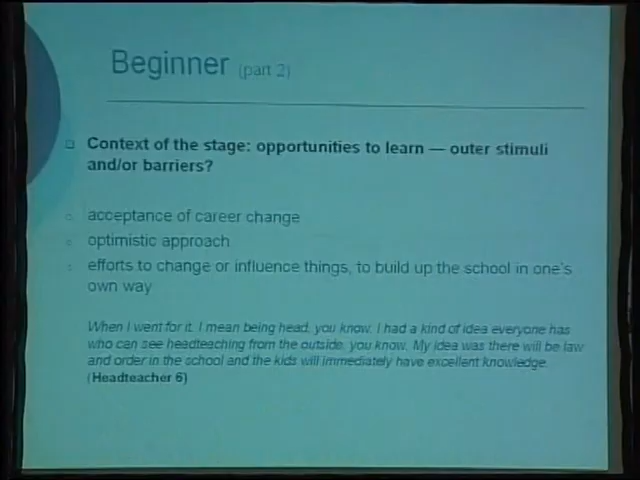 Beginner (part 2)
Context of the stage: opportunities to learn — outer stimuli
and/or barriers?
acceptance of career change
optimistic approach
efforts to change or influence things, to build up the school in one's
own way
When I went for it, I mean being head, you know, I had a kind of idea everyone has
who can see headteaching from the outside, you know. My idea was there will be law
and order in the school and the kids will immediately have excellent knowledge.
(Headteacher 6)